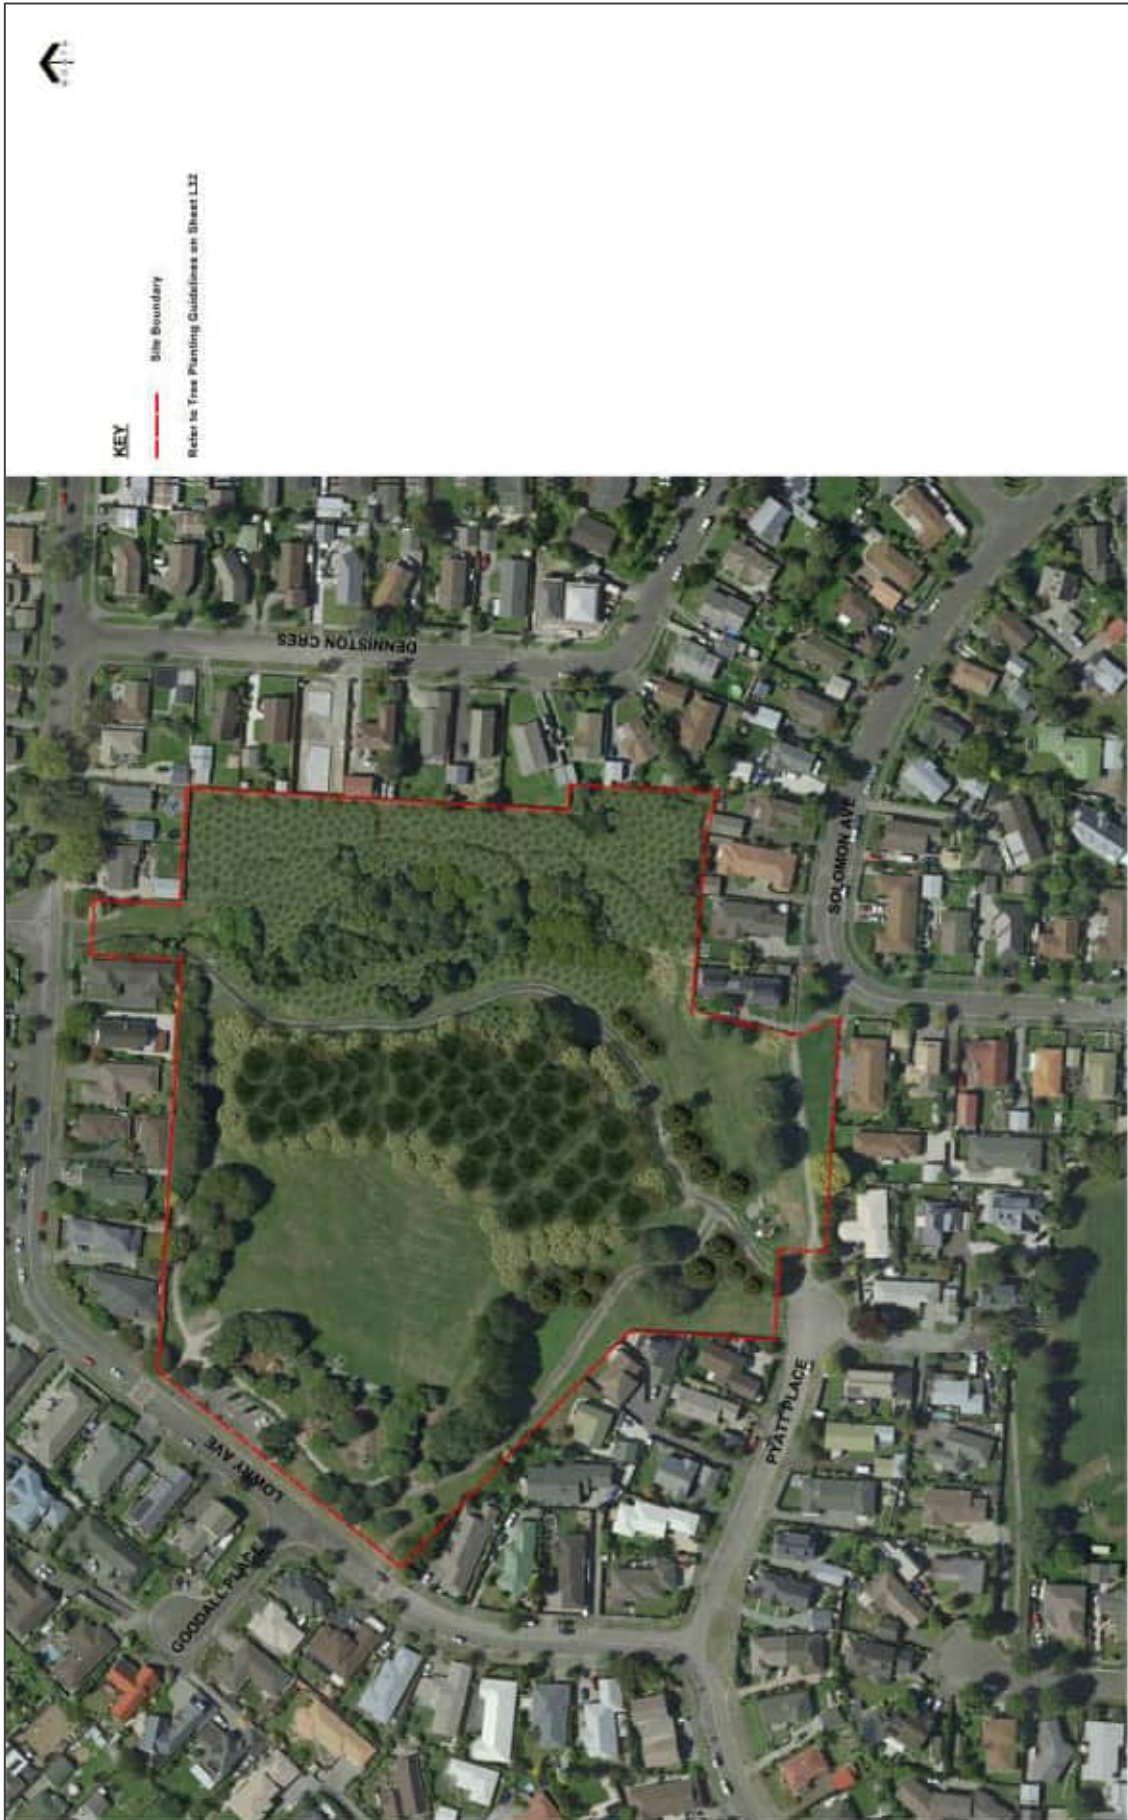 KEY
Site Boundary
Refer to Tree Planting Guidelines on Sheet L32
DENNISTON CRES
SOLOMON AVE
LOWRY AVE
GOODALL PLACE
PYATT PLACE